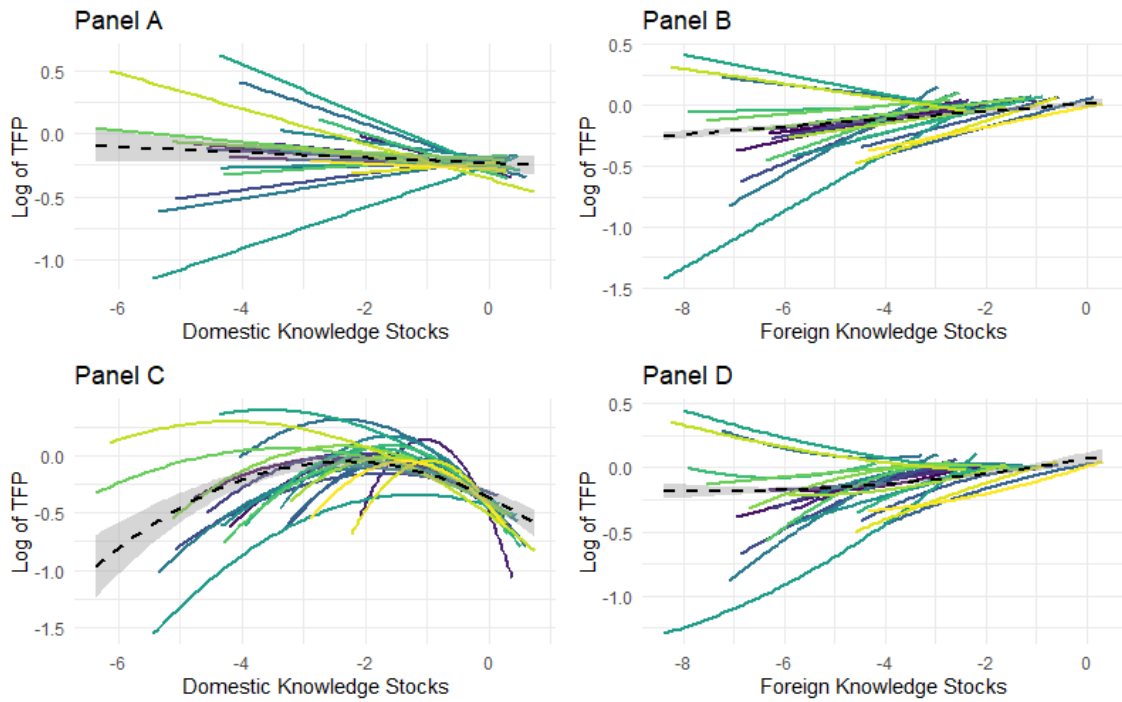 Panel A
Log of TFP
0.5
0.0
-0.5
-1.0
-6 -4 -2 0
Domestic Knowledge Stocks
Panel B
Log of TFP
0.5
0.0
-0.5
-1.0
-1.5
-8 -6 -4 -2 0
Foreign Knowledge Stocks
Panel C
Log of TFP
0.0
-0.5
-1.0
-1.5
-6 -4 -2 0
Domestic Knowledge Stocks
Panel D
Log of TFP
0.5
0.0
-0.5
-1.0
-8 -6 -4 -2 0
Foreign Knowledge Stocks